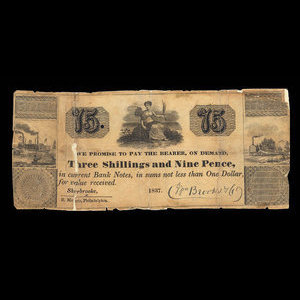 75. 75
WE PROMISE TO PAY THE BEARER, ON DEMAND,
Three Shillings and Nine Pence,
in current Bank Notes, in sums not less than One Dollar,
for value received.
Sherbrooke, 1837. Wm Brooks
Philadelphia.